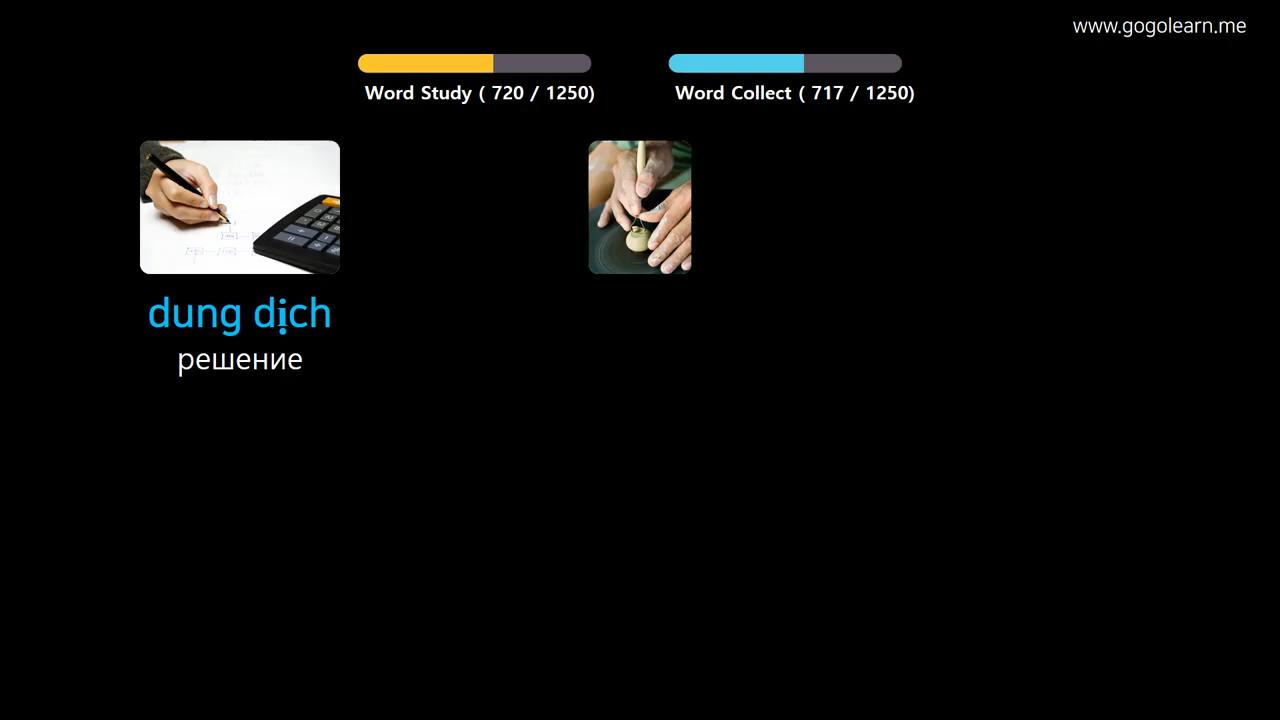 www.gogolearn.me
Word Study ( 720 / 1250)
Word Collect ( 717 / 1250)
dung dịch
решение